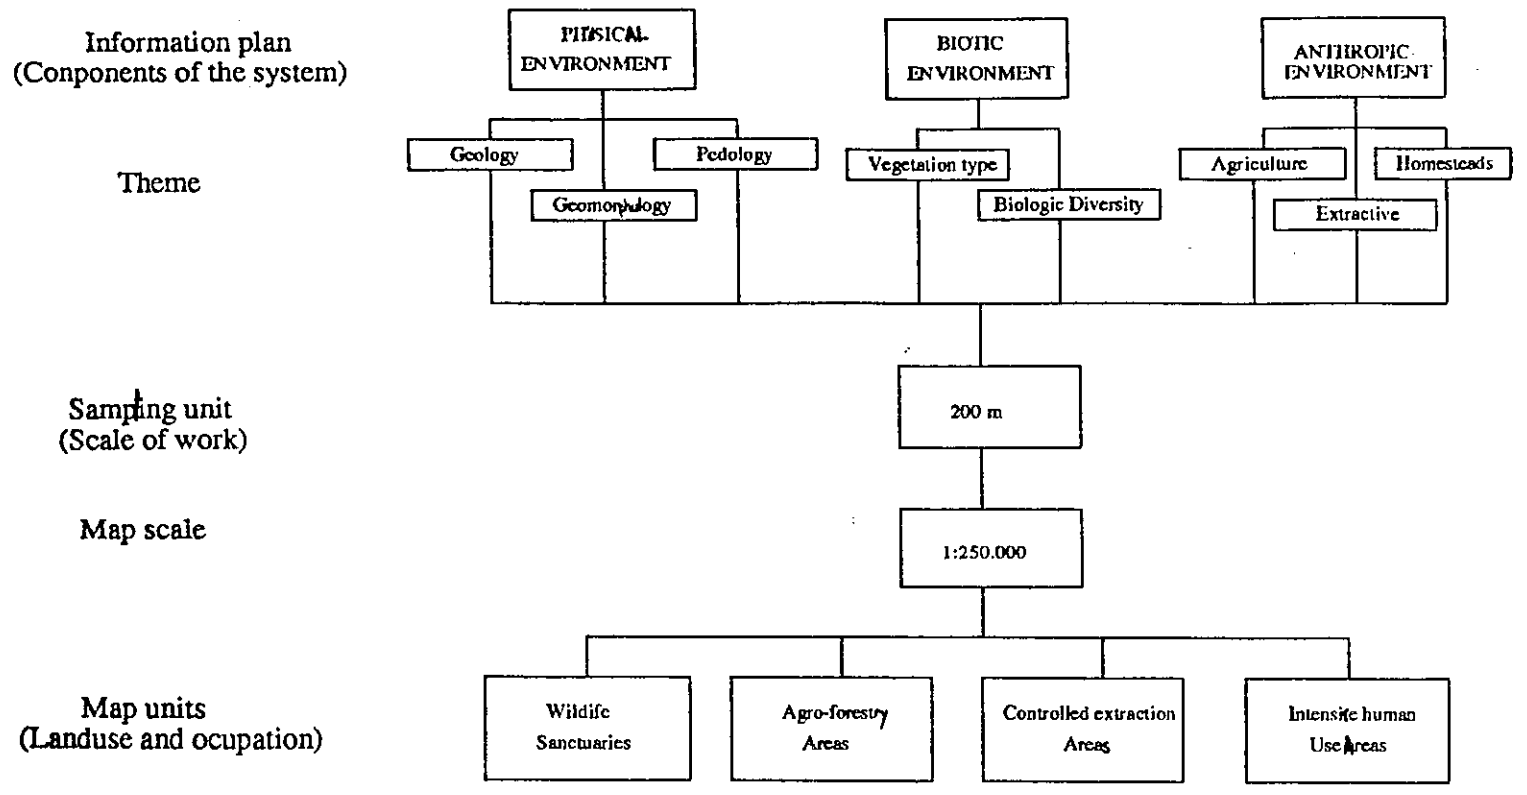 Information plan
(Conponents of the system)
PHYSICAL
ENVIRONMENT
BIOTIC
ENVIRONMENT
ANTHROPIC
ENVIRONMENT
Theme
Geology
Pedology
Geomorphology
Vegetation type
Biologic Diversity
Agriculture
Homesteads
Extractive
Sampling unit
(Scale of work)
200 m
Map scale
1:250.000
Map units
(Landuse and ocupation)
Wildife
Sanctuaries
Agro-forestry
Areas
Controlled extraction
Areas
Intensite human
Use Areas